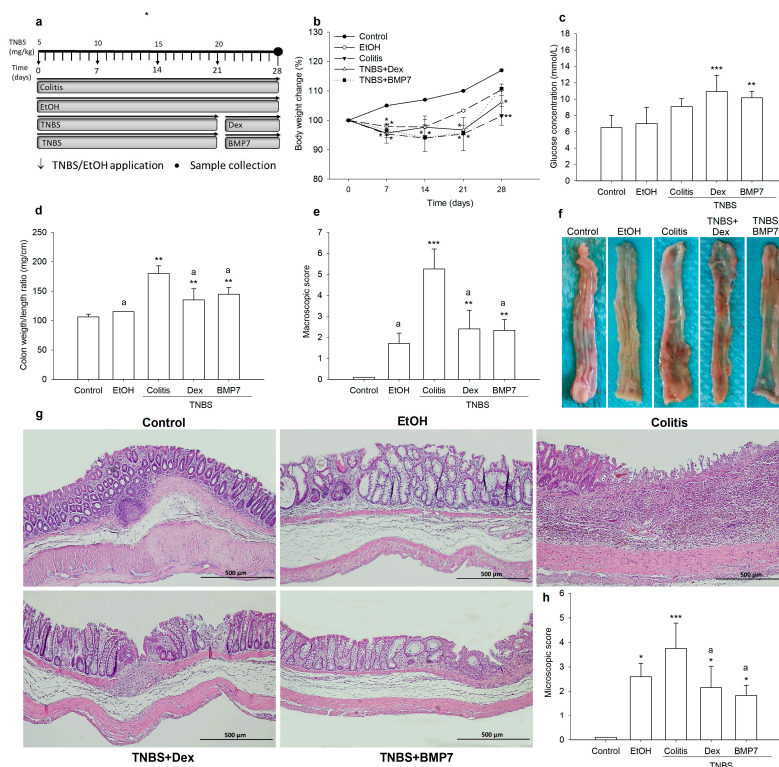 *
a
TNBS (mg/kg) 5 10 15 20
Time (days) 0 7 14 21 28
Colitis
EtOH
TNBS Dex
TNBS BMP7
↓ TNBS/EtOH application ● Sample collection
b
Control
EtOH
Colitis
TNBS+Dex
TNBS+BMP7
Body weight change (%)
130
120
110
100
90
80
0 7 14 21 28
Time (days)
c
Glucose concentration (mmol/L)
18
16
14
12
10
8
6
4
2
0
*** **
Control EtOH Colitis Dex BMP7
TNBS
d
Colon weigth/length ratio (mg/cm)
250
200
150
100
50
0
a ** a ** a **
Control EtOH Colitis Dex BMP7
TNBS
e
Macroscopic score
7
6
5
4
3
2
1
0
a *** a ** a **
Control EtOH Colitis Dex BMP7
TNBS
f
Control EtOH Colitis TNBS+ Dex TNBS BMP7
g
Control EtOH Colitis
500 µm 500 µm 500 µm
500 µm 500 µm
TNBS+Dex TNBS+BMP7
h
Microscopic score
6
5
4
3
2
1
0
* *** a * a *
Control EtOH Colitis Dex BMP7
TNBS